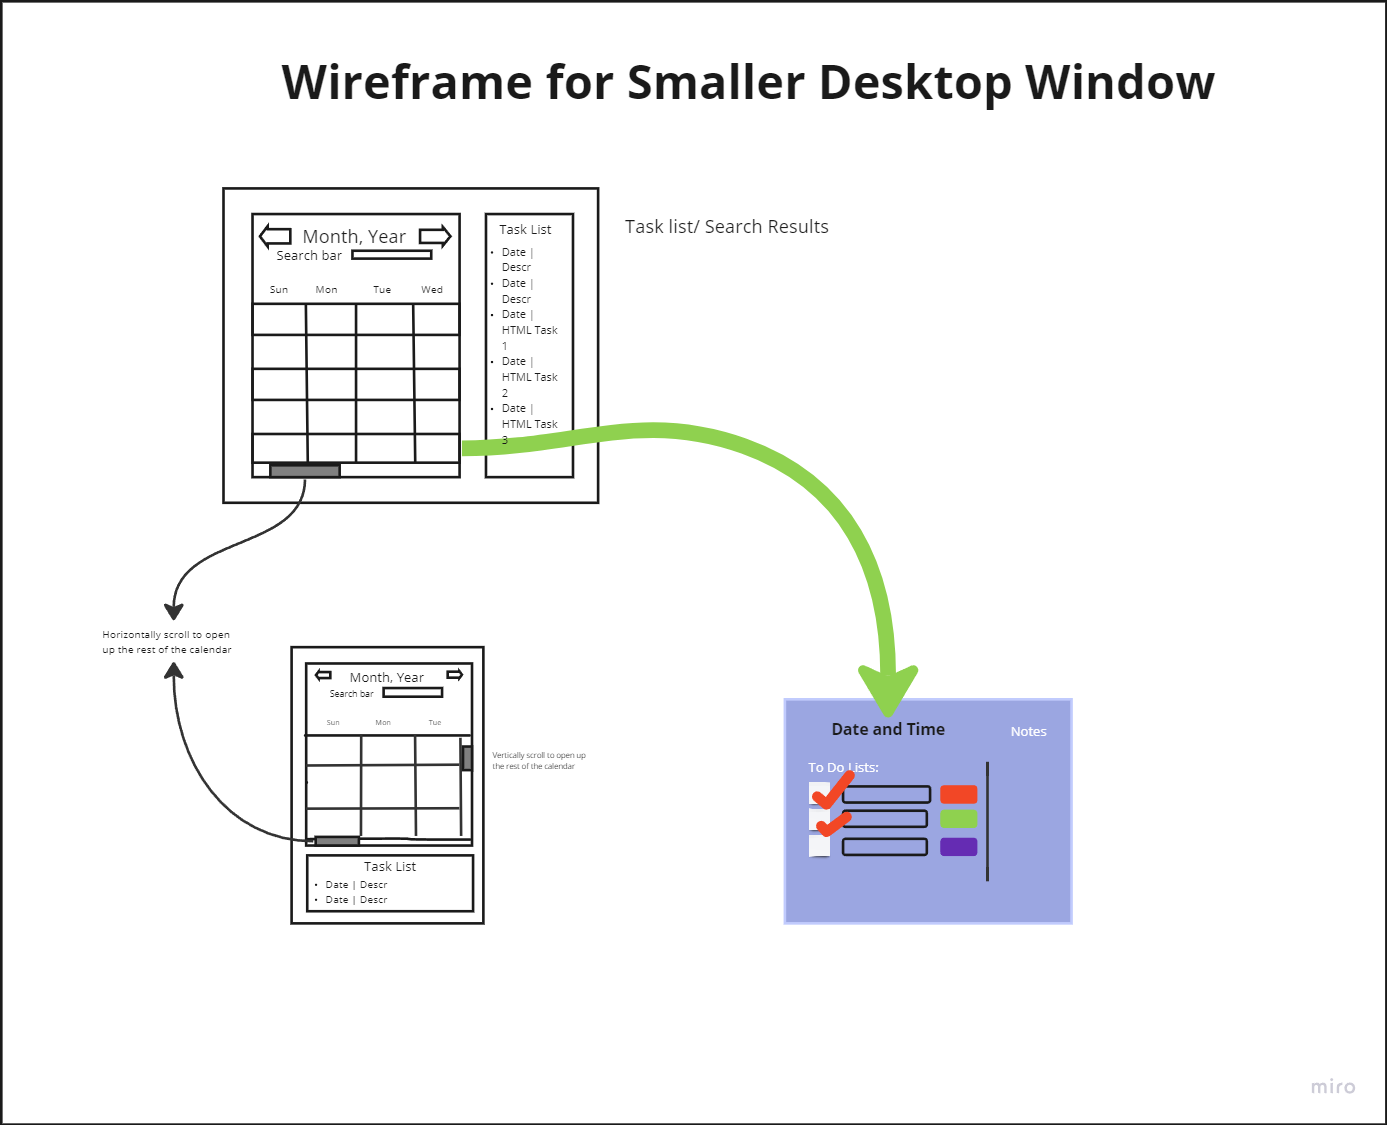 Wireframe for Smaller Desktop Window
Month, Year
Search bar
Sun Mon Tue Wed
Task List
• Date |
Descr
• Date |
Descr
• Date |
HTML Task
1
• Date |
HTML Task
2
• Date |
HTML Task
3
Task list/ Search Results
Horizontally scroll to open
up the rest of the calendar
Month, Year
Search bar
Sun Mon Tue
Vertically scroll to open up
the rest of the calendar
Task List
• Date | Descr
• Date | Descr
Date and Time
Notes
To Do Lists:
miro